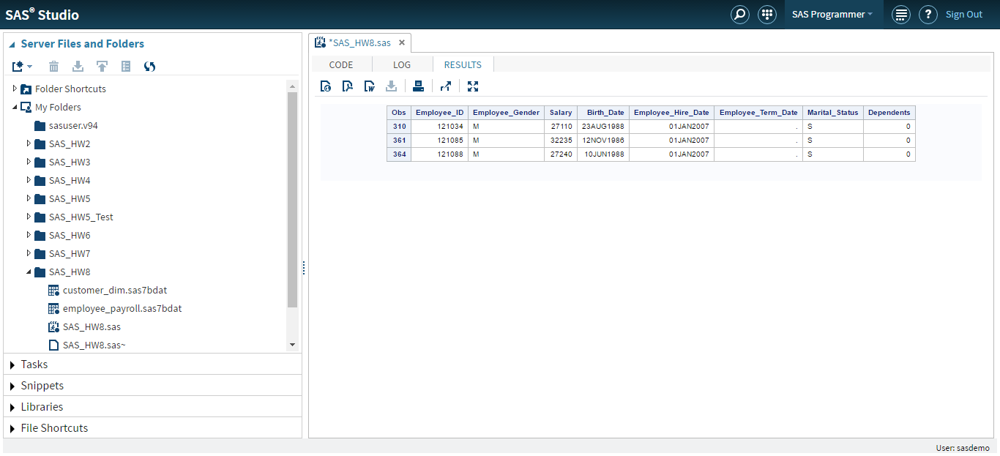 SAS® Studio
SAS Programmer
? Sign Out
Server Files and Folders
Folder Shortcuts
My Folders
sasuser.v94
SAS_HW2
SAS_HW3
SAS_HW4
SAS_HW5
SAS_HW5_Test
SAS_HW6
SAS_HW7
SAS_HW8
customer_dim.sas7bdat
employee_payroll.sas7bdat
SAS_HW8.sas
SAS_HW8.sas~
Tasks
Snippets
Libraries
File Shortcuts
*SAS_HW8.sas
CODE LOG RESULTS
Obs Employee_ID Employee_Gender Salary Birth_Date Employee_Hire_Date Employee_Term_Date Marital_Status Dependents
310 121034 M 27110 23AUG1988 01JAN2007 . S 0
361 121085 M 32235 12NOV1986 01JAN2007 . S 0
364 121088 M 27240 10JUN1988 01JAN2007 . S 0
User: sasdemo